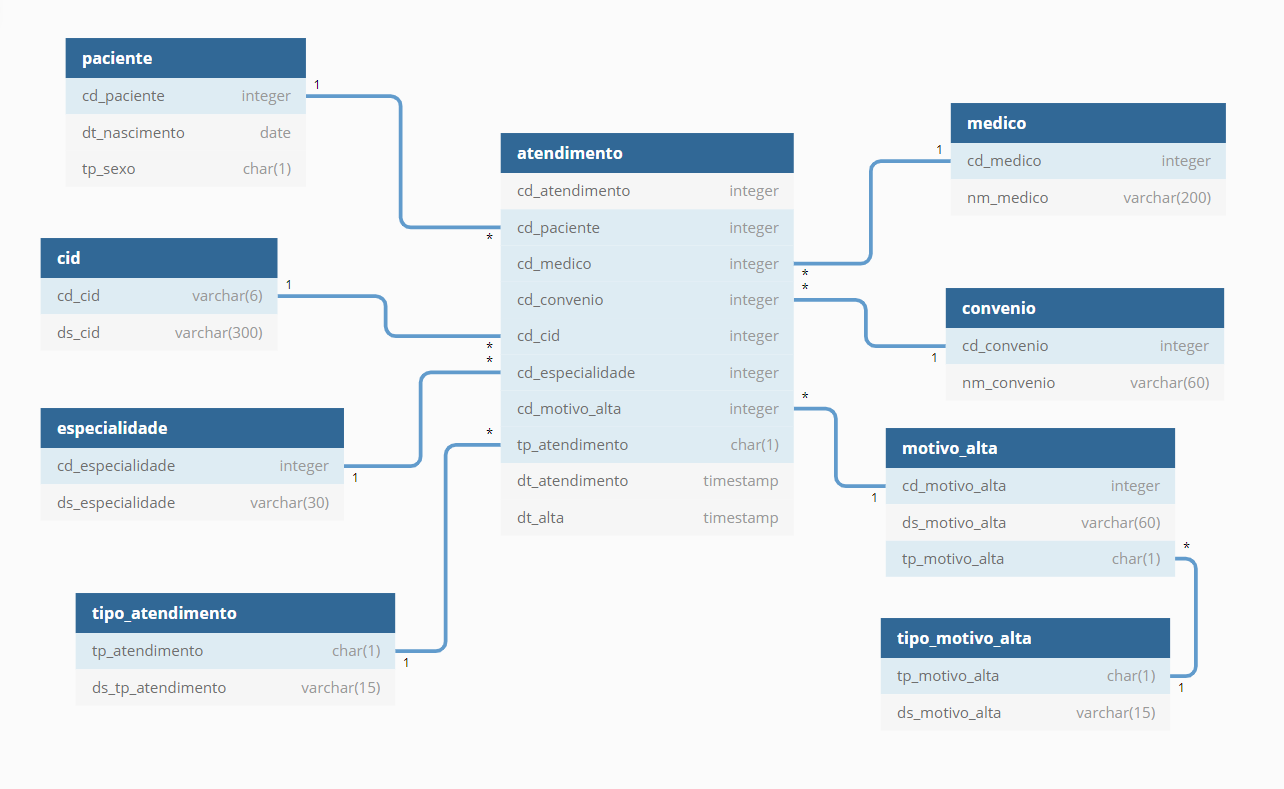 paciente
cd_paciente integer
dt_nascimento date
tp_sexo char(1)
1
*
cid
cd_cid varchar(6)
ds_cid varchar(300)
1
*
especialidade
cd_especialidade integer
ds_especialidade varchar(30)
1
*
tipo_atendimento
tp_atendimento char(1)
ds_tp_atendimento varchar(15)
1
*
atendimento
cd_atendimento integer
cd_paciente integer
cd_medico integer
cd_convenio integer
cd_cid integer
cd_especialidade integer
cd_motivo_alta integer
tp_atendimento char(1)
dt_atendimento timestamp
dt_alta timestamp
*
*
*
medico
1
cd_medico integer
nm_medico varchar(200)
convenio
cd_convenio integer
1
nm_convenio varchar(60)
motivo_alta
cd_motivo_alta integer
1
ds_motivo_alta varchar(60)
tp_motivo_alta char(1)
*
tipo_motivo_alta
tp_motivo_alta char(1)
1
ds_motivo_alta varchar(15)